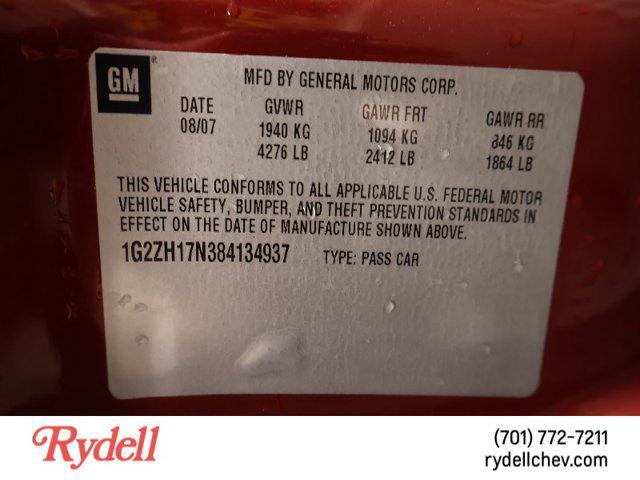 GM ®
MFD BY GENERAL MOTORS CORP.
DATE GVWR GAWR FRT GAWR RR
08/07 1940 KG 1094 KG 846 KG
4276 LB 2412 LB 1864 LB
THIS VEHICLE CONFORMS TO ALL APPLICABLE U.S. FEDERAL MOTOR
VEHICLE SAFETY, BUMPER, AND THEFT PREVENTION STANDARDS IN
EFFECT ON THE DATE OF MANUFACTURE SHOWN ABOVE.
1G2ZH17N384134937 TYPE: PASS CAR
Rydell
(701) 772-7211
rydellchev.com